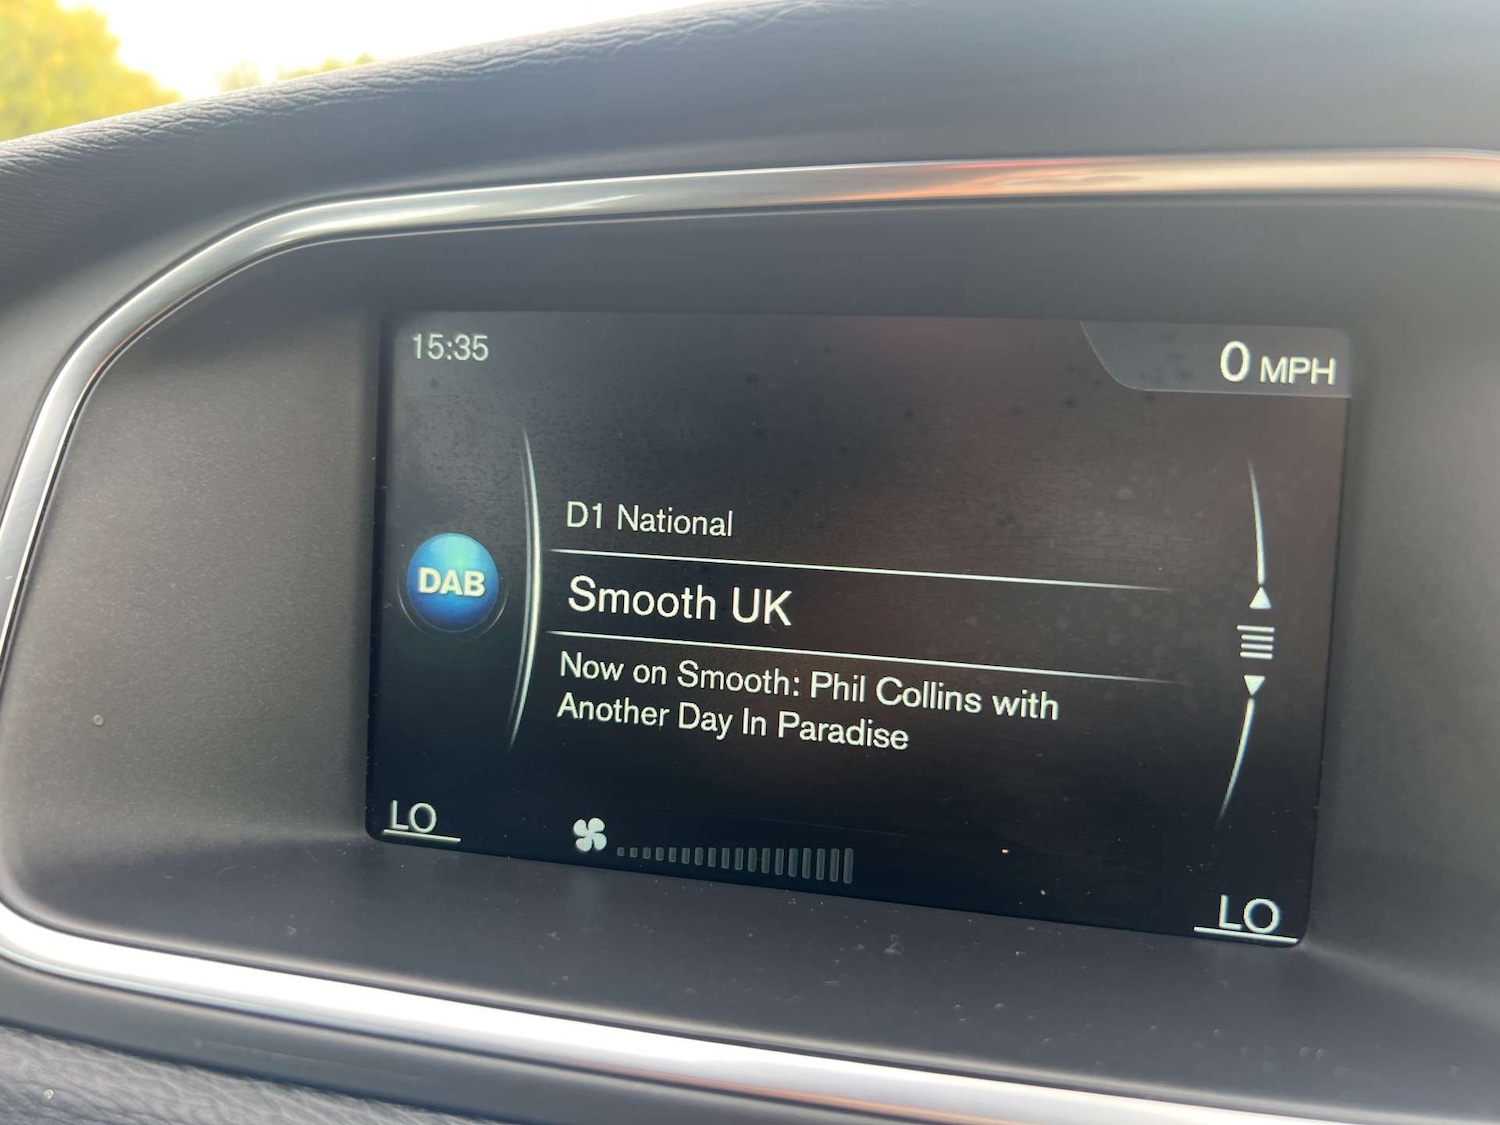 15:35
0 MPH
D1 National
DAB
Smooth UK
Now on Smooth: Phil Collins with
Another Day In Paradise
LO
LO